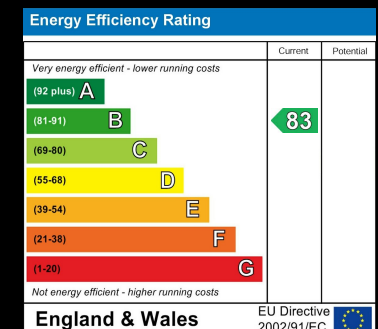 Energy Efficiency Rating
Current Potential
Very energy efficient - lower running costs
(92 plus) A
(81-91) B 83
(69-80) C
(55-68) D
(39-54) E
(21-38) F
(1-20) G
Not energy efficient - higher running costs
England & Wales
EU Directive
2002/91/EC